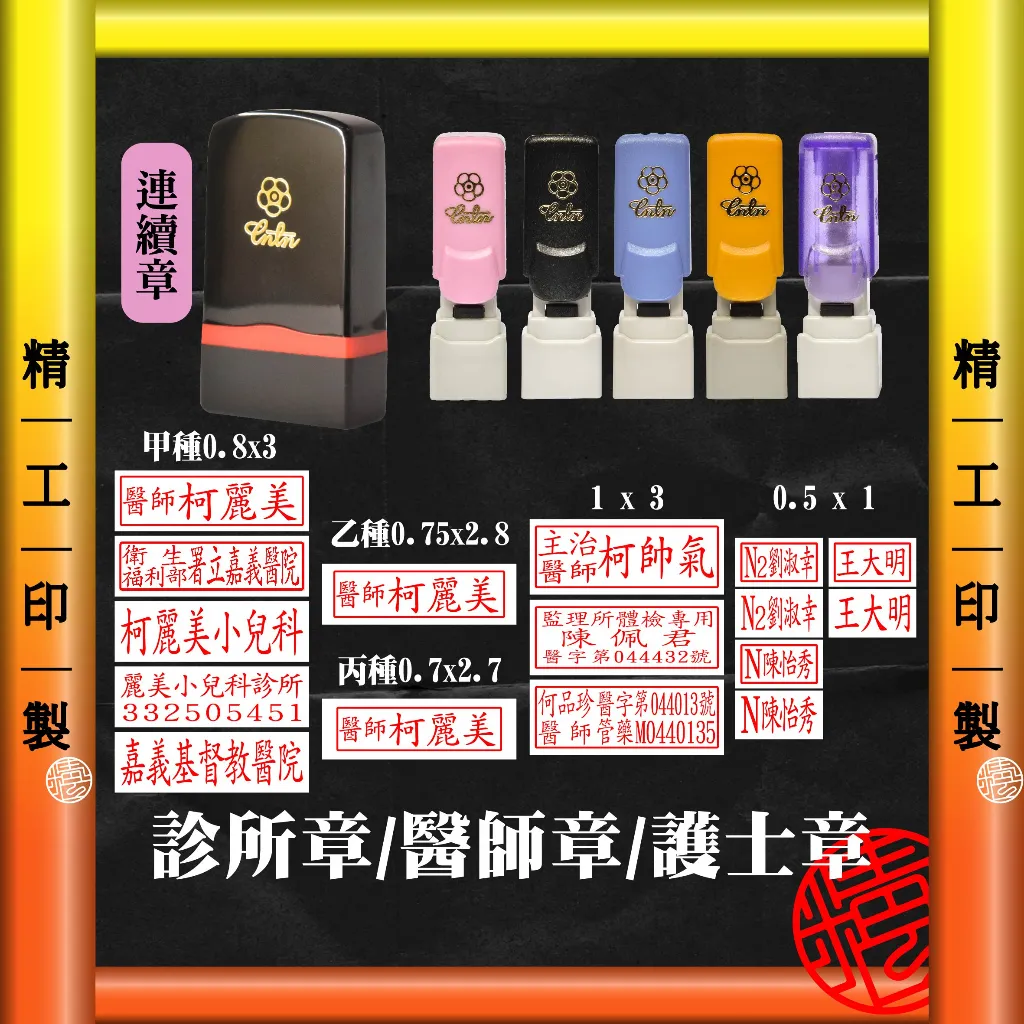 連續章
Cnln
Cnln
Cnln
Cnln
Cnln
Cnln
精工印製
精工印製
甲種0.8x3
醫師柯麗美
衛生福利部署立嘉義醫院
柯麗美小兒科
麗美小兒科診所
332505451
嘉義基督教醫院
乙種0.75x2.8
醫師柯麗美
丙種0.7x2.7
醫師柯麗美
1 x 3
主治醫師柯帥氣
監理所體檢專用
陳佩君
醫字第044432號
何品珍醫字第044013號
醫師管藥M0440135
0.5 x 1
N2劉淑幸
王大明
N2劉淑幸
王大明
N陳怡秀
N陳怡秀
診所章/醫師章/護士章